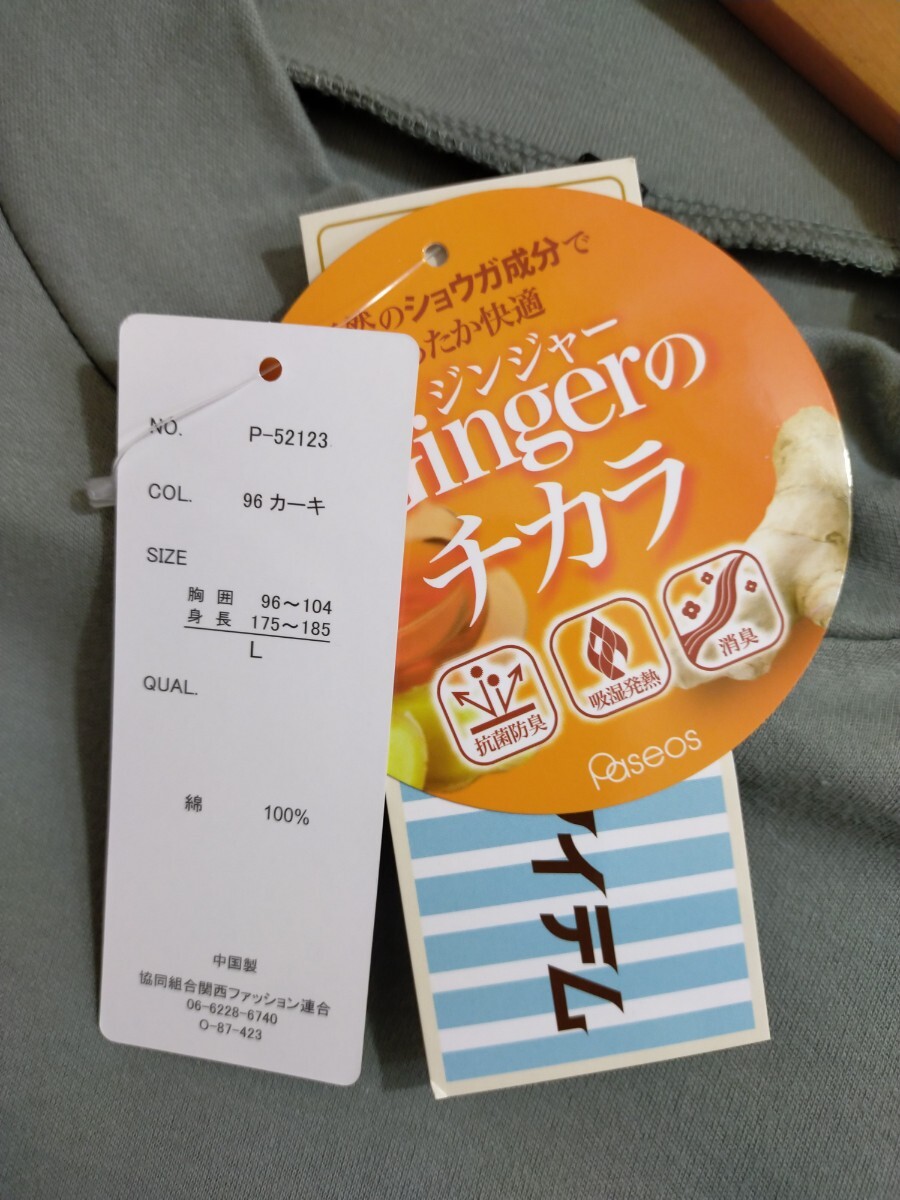 NO. P-52123
COL. 96 カーキ
SIZE
胸囲 96～104
身長 175～185
L
QUAL.
綿 100%
中国製
協同組合関西ファッション連合
06-6228-6740
O-87-423
然のショウガ成分で
たか快適
ジンジャー
Gingerの
チカラ
抗菌防臭
吸湿発熱
消臭
Paseos
アイテム